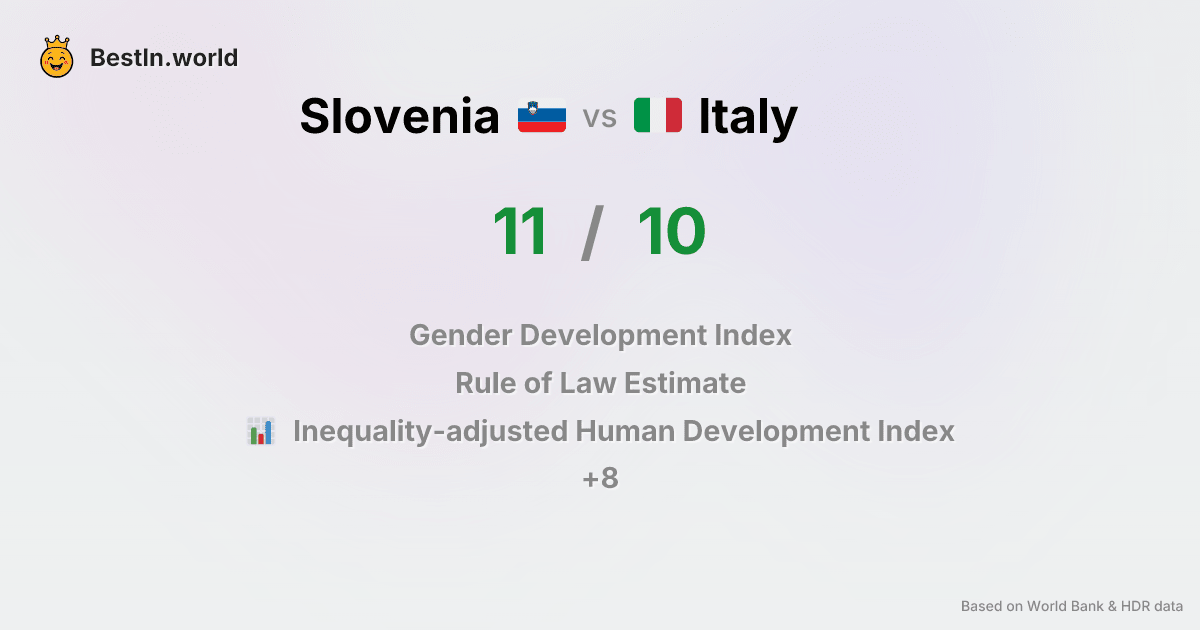 BestIn.world
Slovenia vs Italy
11 / 10
Gender Development Index
Rule of Law Estimate
Inequality-adjusted Human Development Index
+8
Based on World Bank & HDR data